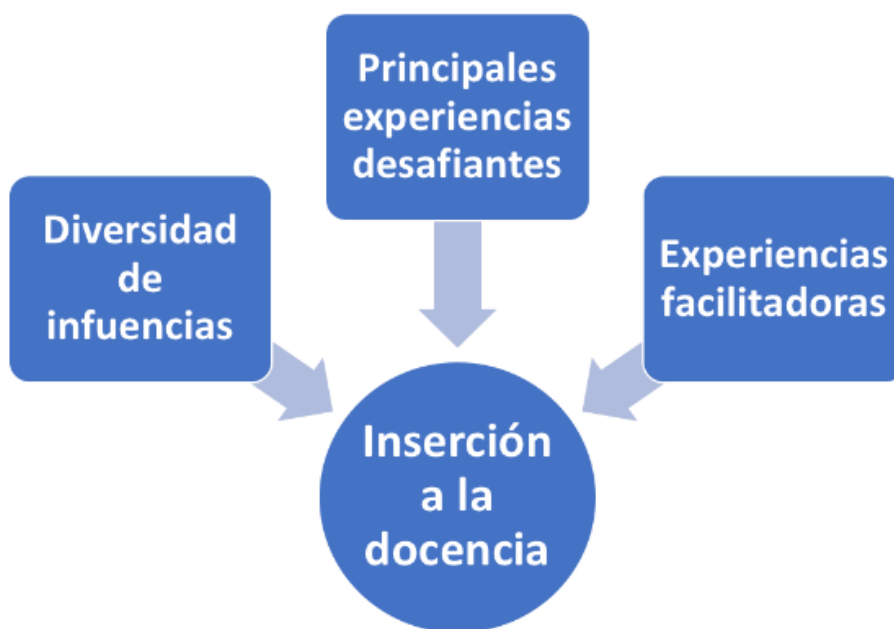 Principales
experiencias
desafiantes
Diversidad
de
infuencias
Experiencias
facilitadoras
Inserción
a la
docencia